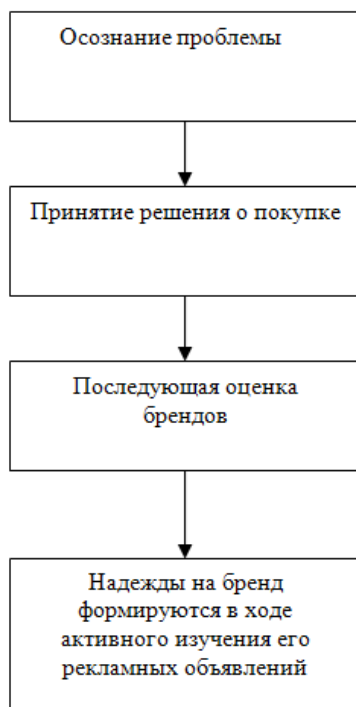 Осознание проблемы
Принятие решения о покупке
Последующая оценка
брендов
Надежды на бренд
формируются в ходе
активного изучения его
рекламных объявлений